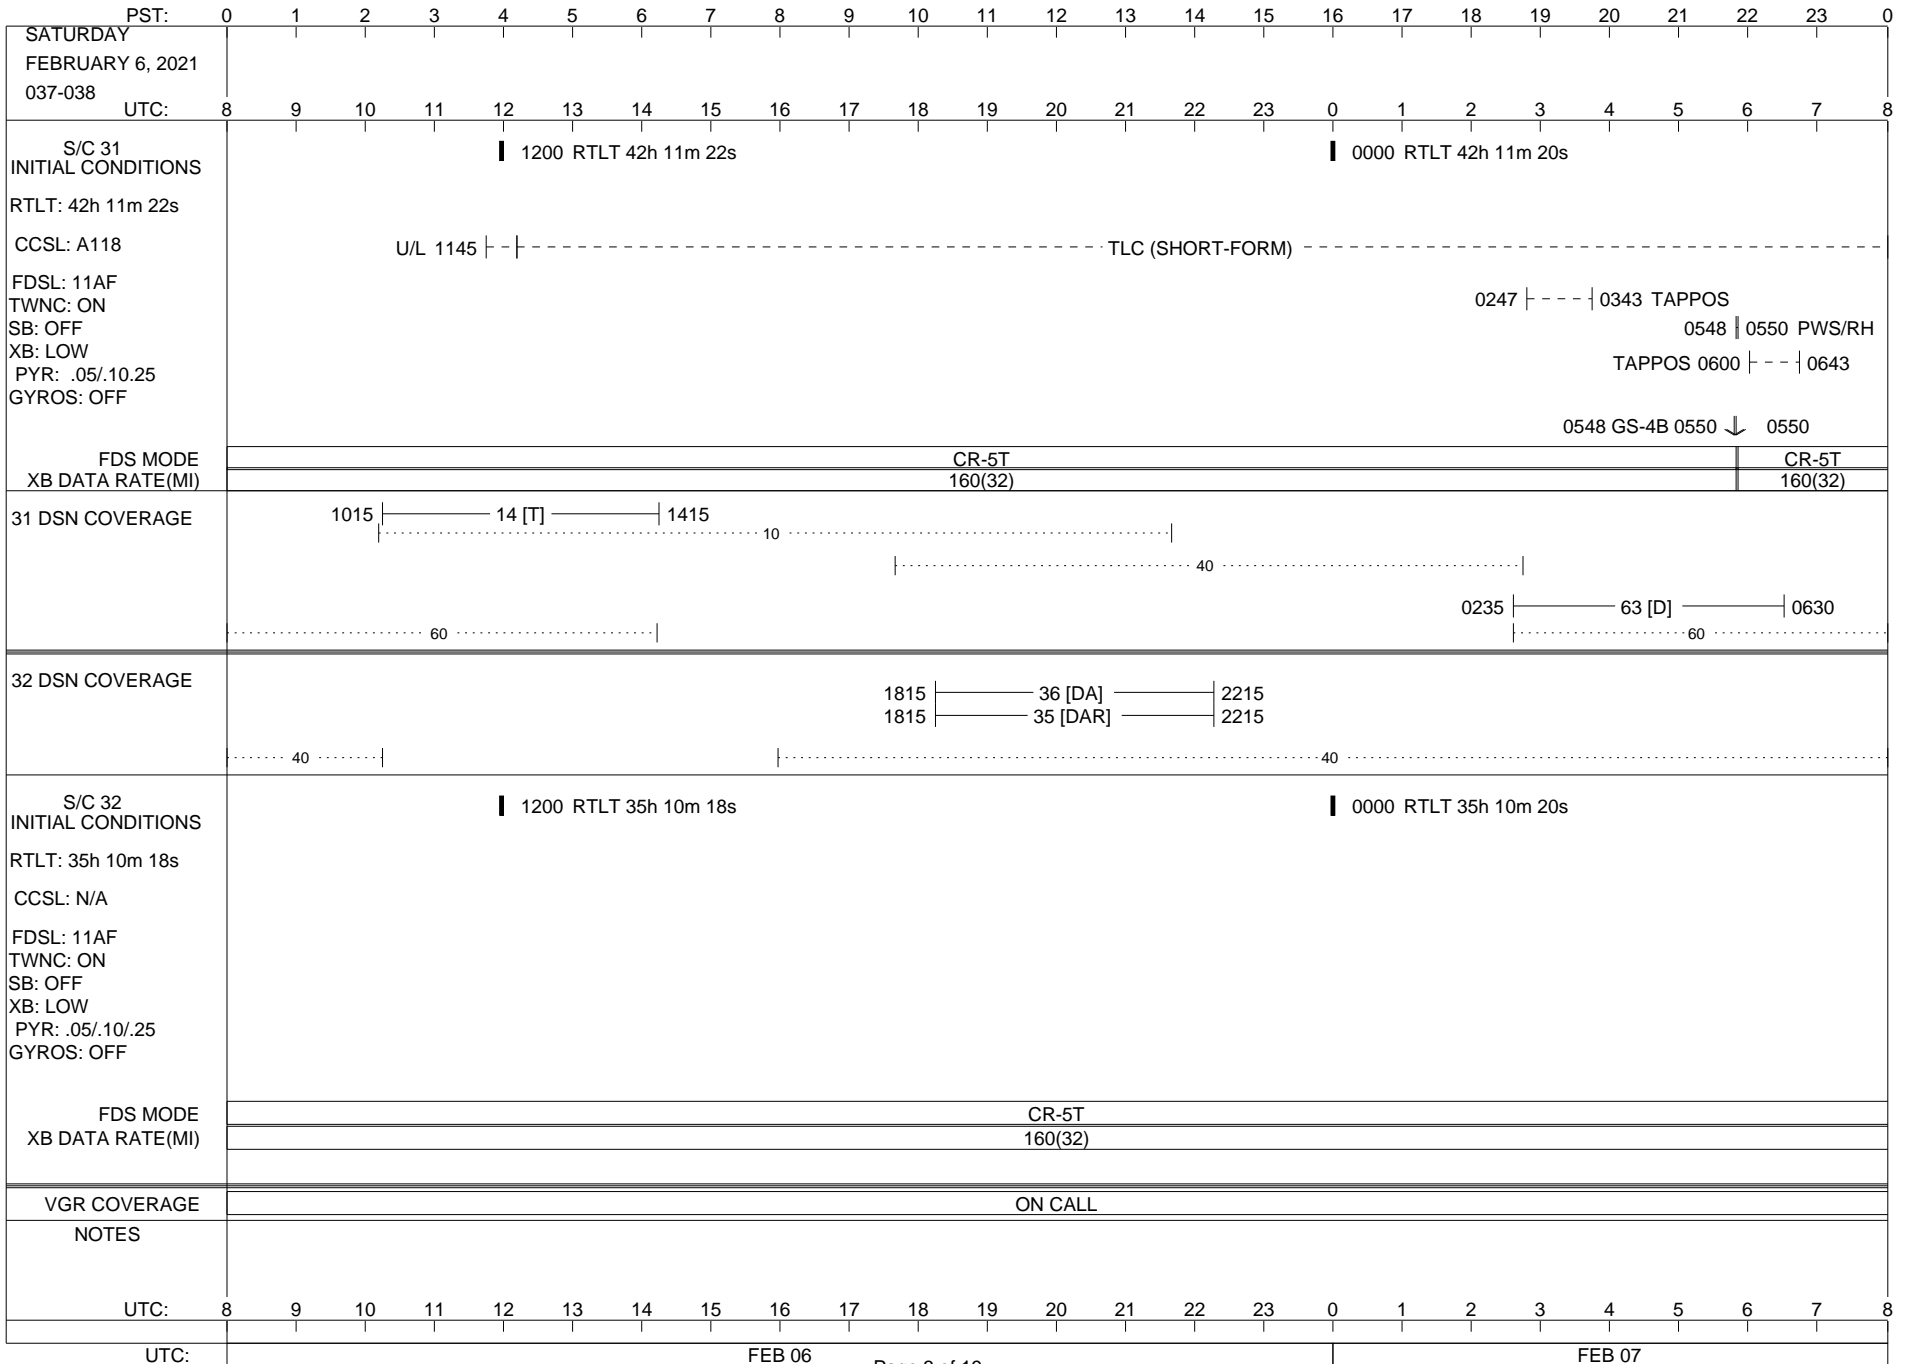 PST: 0 1 2 3 4 5 6 7 8 9 10 11 12 13 14 15 16 17 18 19 20 21 22 23 0
SATURDAY
FEBRUARY 6, 2021
037-038
UTC: 8 9 10 11 12 13 14 15 16 17 18 19 20 21 22 23 0 1 2 3 4 5 6 7 8
S/C 31
INITIAL CONDITIONS
1200 RTLT 42h 11m 22s
0000 RTLT 42h 11m 20s
RTLT: 42h 11m 22s
CCSL: A118
U/L 1145
TLC (SHORT-FORM)
FDSL: 11AF
TWNC: ON
SB: OFF
XB: LOW
PYR: .05/.10.25
GYROS: OFF
0247 0343 TAPPOS
0548 0550 PWS/RH
TAPPOS 0600 0643
0548 GS-4B 0550 0550
FDS MODE CR-5T CR-5T
XB DATA RATE(MI) 160(32) 160(32)
31 DSN COVERAGE
1015 14 [T] 1415
10
40
0235 63 [D] 0630
60 60
32 DSN COVERAGE
1815 36 [DA] 2215
1815 35 [DAR] 2215
40 40
S/C 32
INITIAL CONDITIONS
1200 RTLT 35h 10m 18s
0000 RTLT 35h 10m 20s
RTLT: 35h 10m 18s
CCSL: N/A
FDSL: 11AF
TWNC: ON
SB: OFF
XB: LOW
PYR: .05/.10/.25
GYROS: OFF
FDS MODE CR-5T
XB DATA RATE(MI) 160(32)
VGR COVERAGE ON CALL
NOTES
UTC: 8 9 10 11 12 13 14 15 16 17 18 19 20 21 22 23 0 1 2 3 4 5 6 7 8
UTC: FEB 06 FEB 07